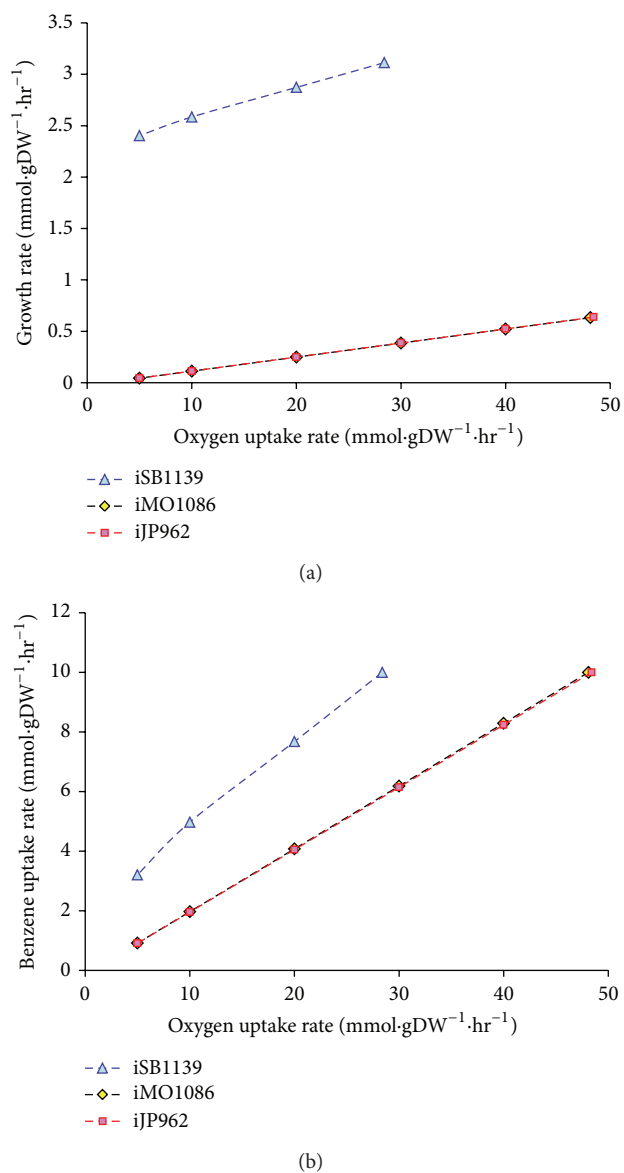 3.5
3
2.5
2
1.5
1
0.5
0
Growth rate (mmol·gDW⁻¹·hr⁻¹)
0 10 20 30 40 50
Oxygen uptake rate (mmol·gDW⁻¹·hr⁻¹)
iSB1139
iMO1086
iJP962
(a)
12
10
8
6
4
2
0
Benzene uptake rate (mmol·gDW⁻¹·hr⁻¹)
0 10 20 30 40 50
Oxygen uptake rate (mmol·gDW⁻¹·hr⁻¹)
iSB1139
iMO1086
iJP962
(b)